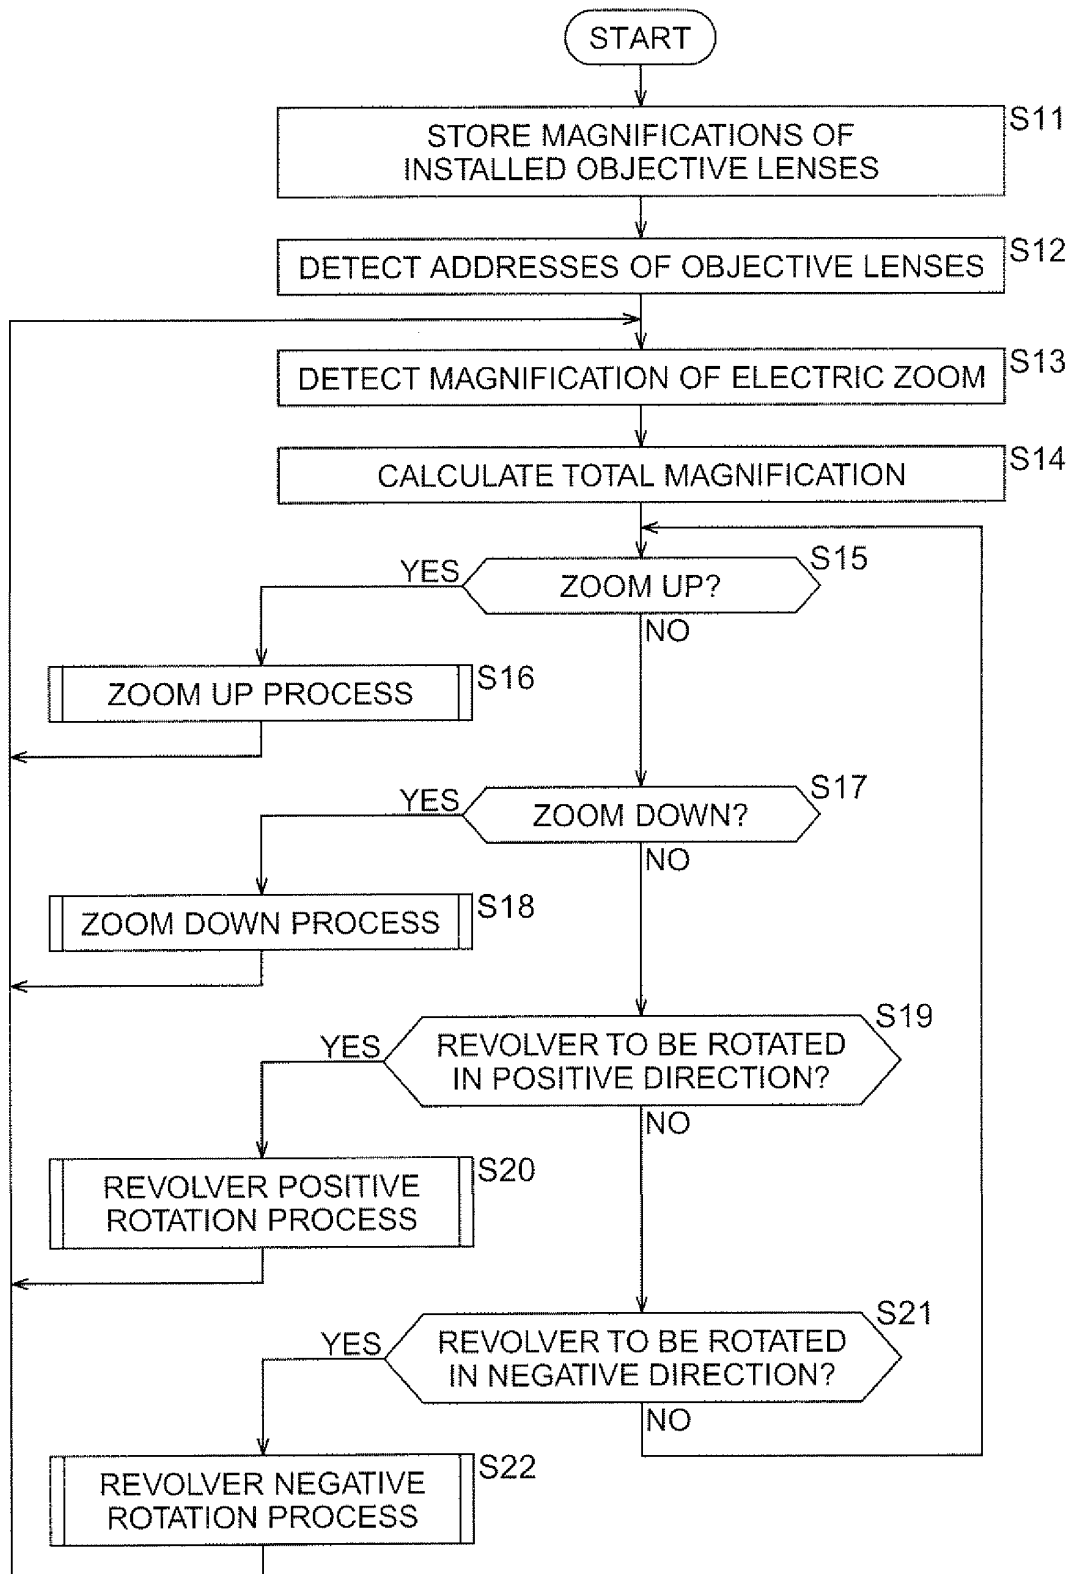 START
STORE MAGNIFICATIONS OF
INSTALLED OBJECTIVE LENSES
S11
DETECT ADDRESSES OF OBJECTIVE LENSES
S12
DETECT MAGNIFICATION OF ELECTRIC ZOOM
S13
CALCULATE TOTAL MAGNIFICATION
S14
ZOOM UP?
S15
YES
NO
ZOOM UP PROCESS
S16
ZOOM DOWN?
S17
YES
NO
ZOOM DOWN PROCESS
S18
REVOLVER TO BE ROTATED
IN POSITIVE DIRECTION?
S19
YES
NO
REVOLVER POSITIVE
ROTATION PROCESS
S20
REVOLVER TO BE ROTATED
IN NEGATIVE DIRECTION?
S21
YES
NO
REVOLVER NEGATIVE
ROTATION PROCESS
S22